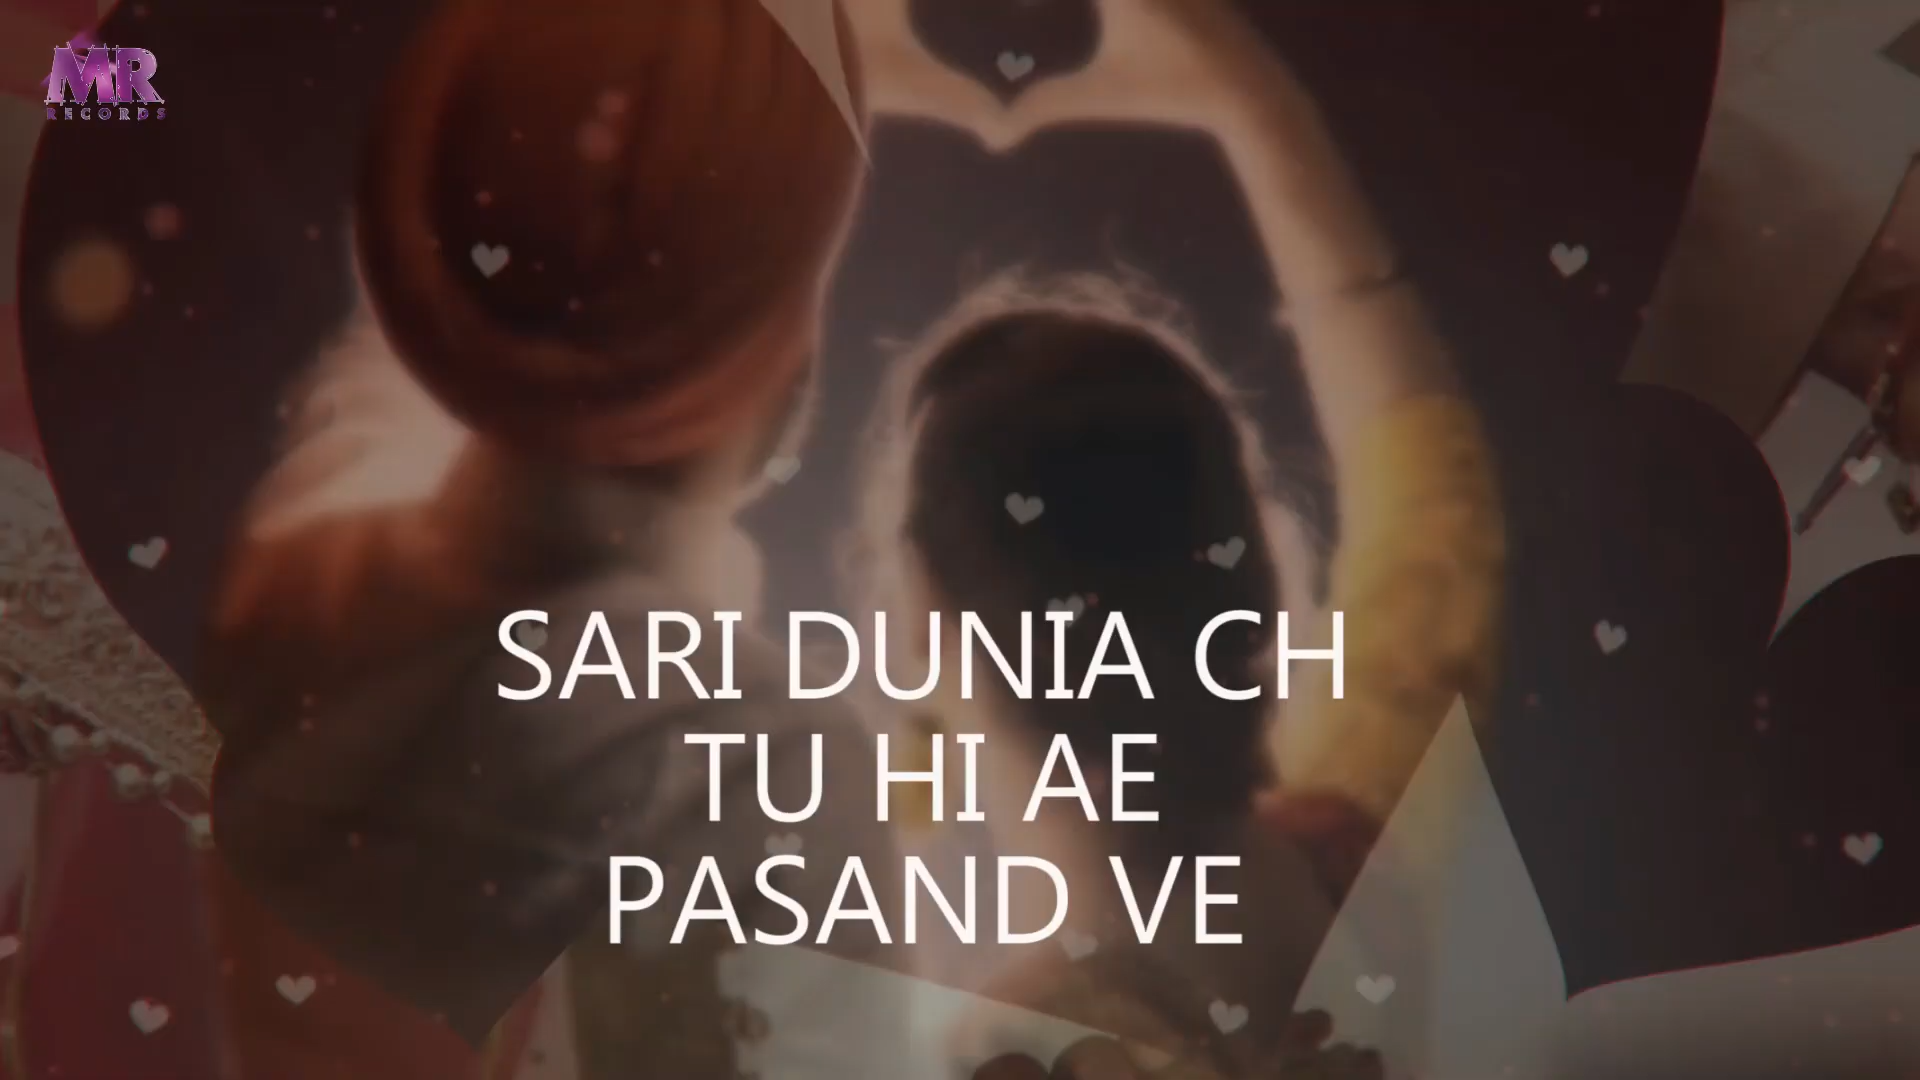 MR
RECORDS
SARI DUNIA CH
TU HI AE
PASAND VE